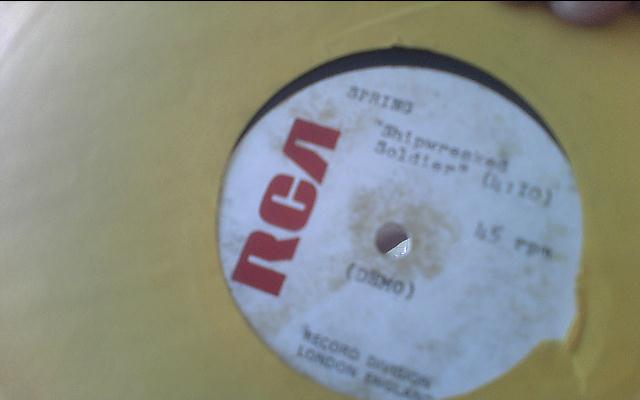 SPRING
"Shipwrecked
Soldier" (4:10)
RCA
45 rpm
(DEMO)
RECORD DIVISION
LONDON ENGLAND